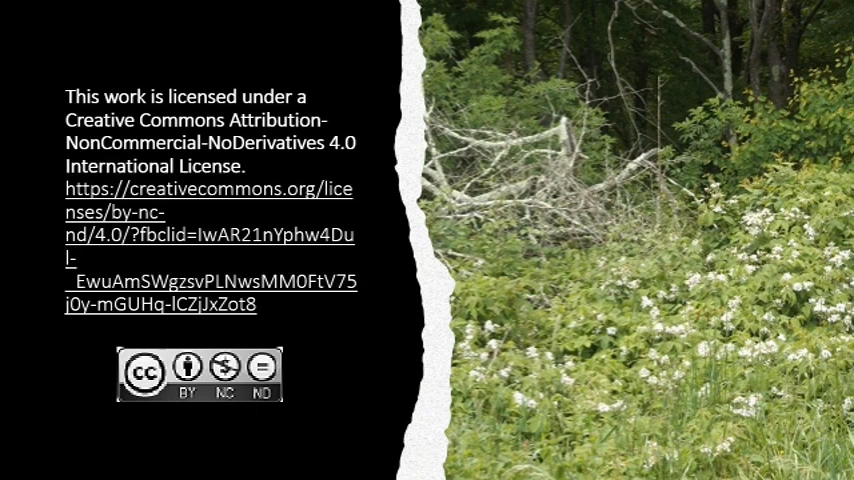 This work is licensed under a
Creative Commons Attribution-
NonCommercial-NoDerivatives 4.0
International License.
https://creativecommons.org/lice
nses/by-nc-
nd/4.0/?fbclid=IwAR21nYphw4Du
l-
_EwuAmSWgzsvPLNwsMM0FtV75
j0y-mGUHq-lCZjJxZot8
cc
BY NC ND